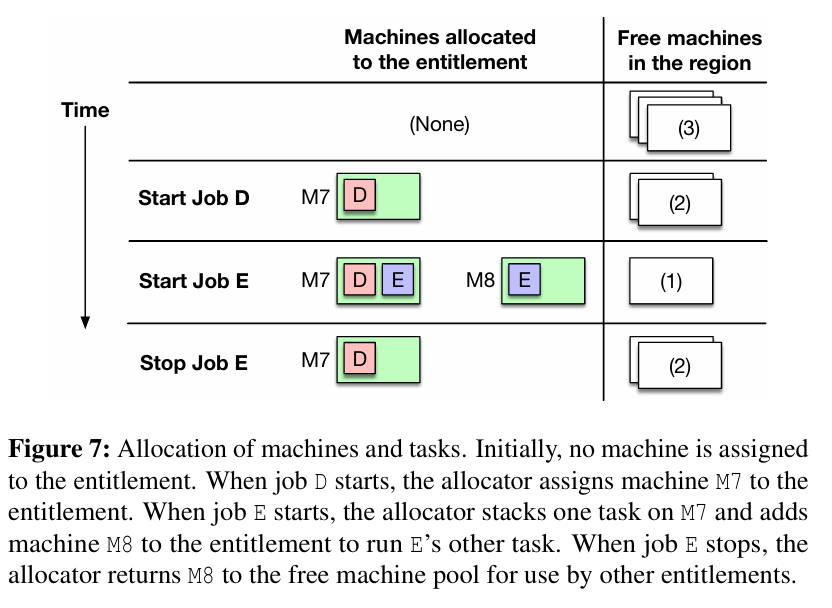 Machines allocated to the entitlement
Free machines in the region
Time
(None)
(3)
Start Job D
M7
D
(2)
Start Job E
M7
D
E
M8
E
(1)
Stop Job E
M7
D
(2)
Figure 7: Allocation of machines and tasks. Initially, no machine is assigned
to the entitlement. When job D starts, the allocator assigns machine M7 to the
entitlement. When job E starts, the allocator stacks one task on M7 and adds
machine M8 to the entitlement to run E's other task. When job E stops, the
allocator returns M8 to the free machine pool for use by other entitlements.